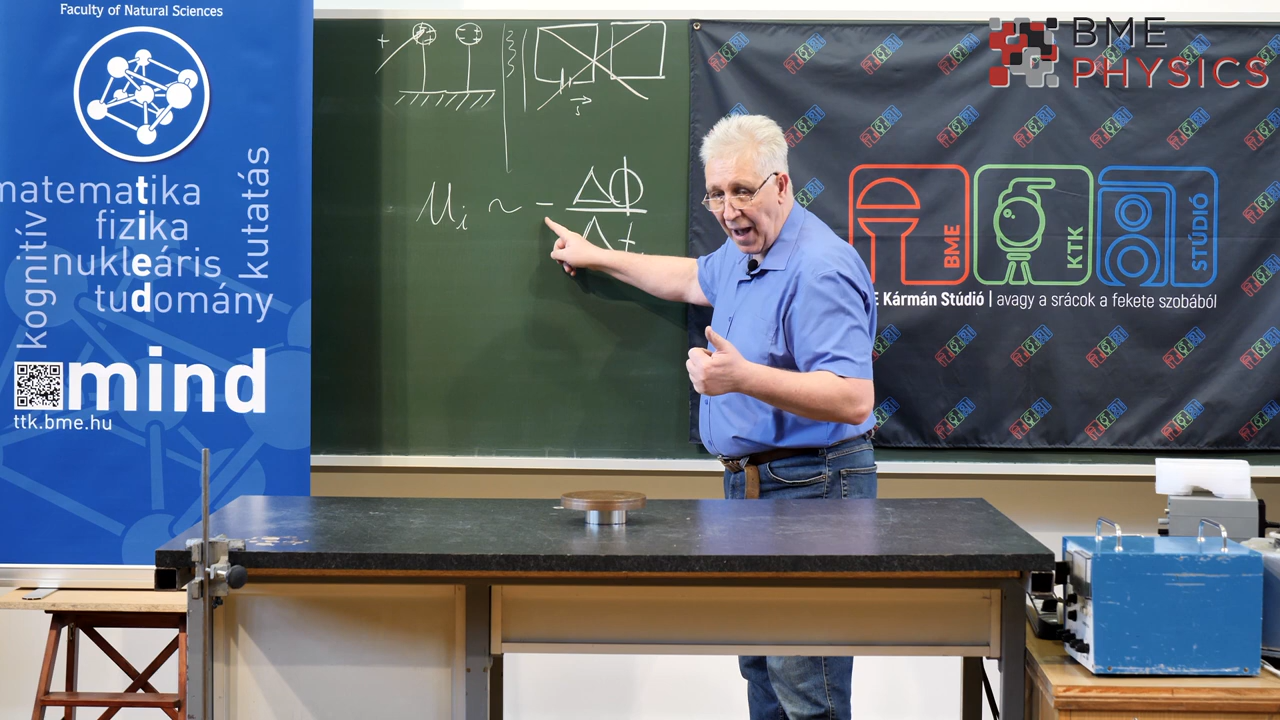 Faculty of Natural Sciences
matematika
fizika
nukleáris
tudomány
kognitív
kutatás
mind
ttk.bme.hu
+
s
U_i ~ - ΔΦ
Δt
BME
PHYSICS
BME
KTK
STÚDIÓ
E Kármán Stúdió | avagy a srácok a fekete szobából